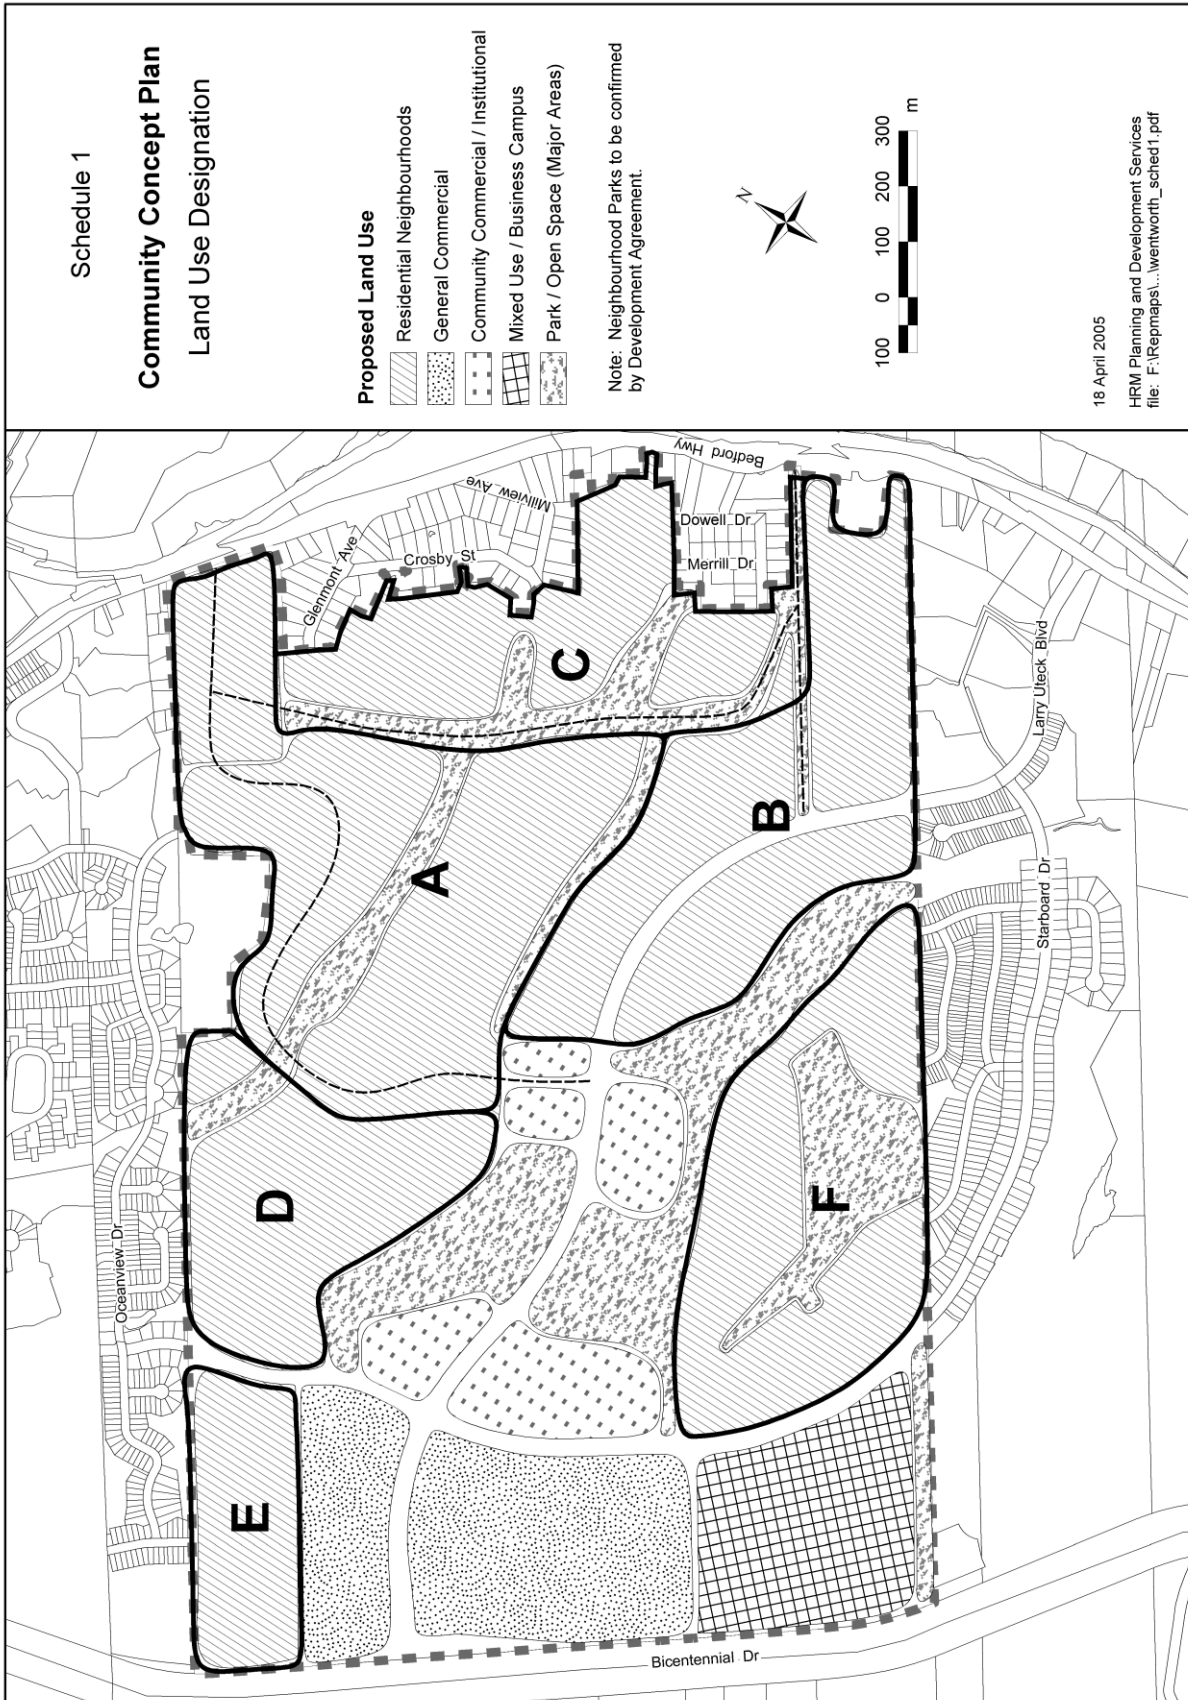 Schedule 1
Community Concept Plan
Land Use Designation
Proposed Land Use
Residential Neighbourhoods
General Commercial
Community Commercial / Institutional
Mixed Use / Business Campus
Park / Open Space (Major Areas)
Note: Neighbourhood Parks to be confirmed
by Development Agreement.
N
100 0 100 200 300
m
18 April 2005
HRM Planning and Development Services
file: F:\Repmaps\...\wentworth_sched1.pdf
Bedford Hwy
Millview Ave
Glenmont Ave
Crosby St
Dowell Dr
Merrill Dr
Larry Uteck Blvd
Starboard Dr
Oceanview Dr
Bicentennial Dr
A
B
C
D
E
F